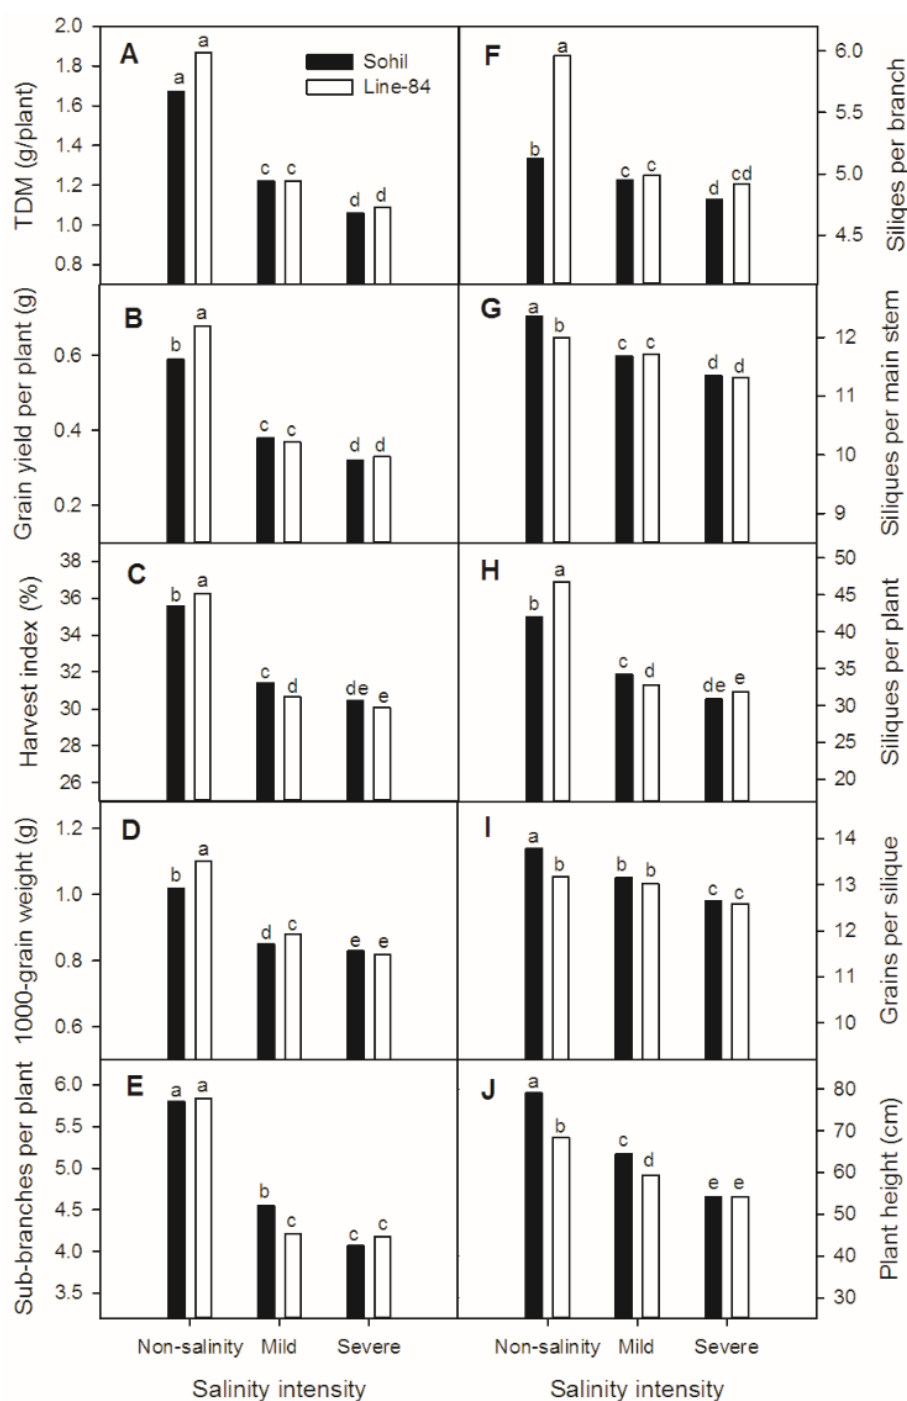 A
Sohil
Line-84
TDM (g/plant)
2.0
1.8
1.6
1.4
1.2
1.0
0.8
a a
c c
d d
F
Siliqes per branch
6.0
5.5
5.0
4.5
b a
c c
d cd
B
Grain yield per plant (g)
0.6
0.4
0.2
b a
c c
d d
G
Siliques per main stem
12
11
10
9
a b
c c
d d
C
Harvest index (%)
38
36
34
32
30
28
26
b a
c d
de e
H
Siliques per plant
50
45
40
35
30
25
20
b a
c d
de e
D
1000-grain weight (g)
1.2
1.0
0.8
0.6
b a
d c
e e
I
Grains per silique
14
13
12
11
10
a b
b b
c c
E
Sub-branches per plant
6.0
5.5
5.0
4.5
4.0
3.5
a a
b c
c c
J
Plant height (cm)
80
70
60
50
40
30
a b
c d
e e
Non-salinity Mild Severe
Salinity intensity
Non-salinity Mild Severe
Salinity intensity